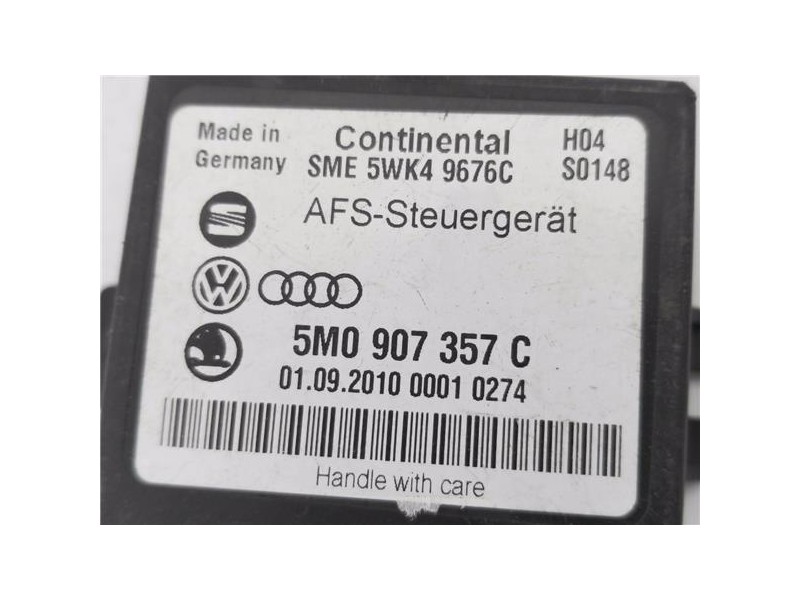 Made in Continental H04
Germany SME 5WK4 9676C S0148
AFS-Steuergerät
5M0 907 357 C
01.09.2010 0001 0274
Handle with care